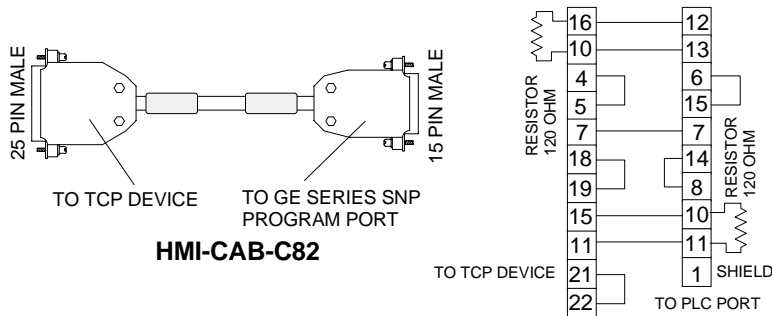 25 PIN MALE
15 PIN MALE
TO TCP DEVICE
TO GE SERIES SNP
PROGRAM PORT
HMI-CAB-C82
RESISTOR
120 OHM
16 12
10 13
4 6
5 15
7 7
18 14
19 8
15 10
11 11
21 1 SHIELD
22
RESISTOR
120 OHM
TO TCP DEVICE
TO PLC PORT